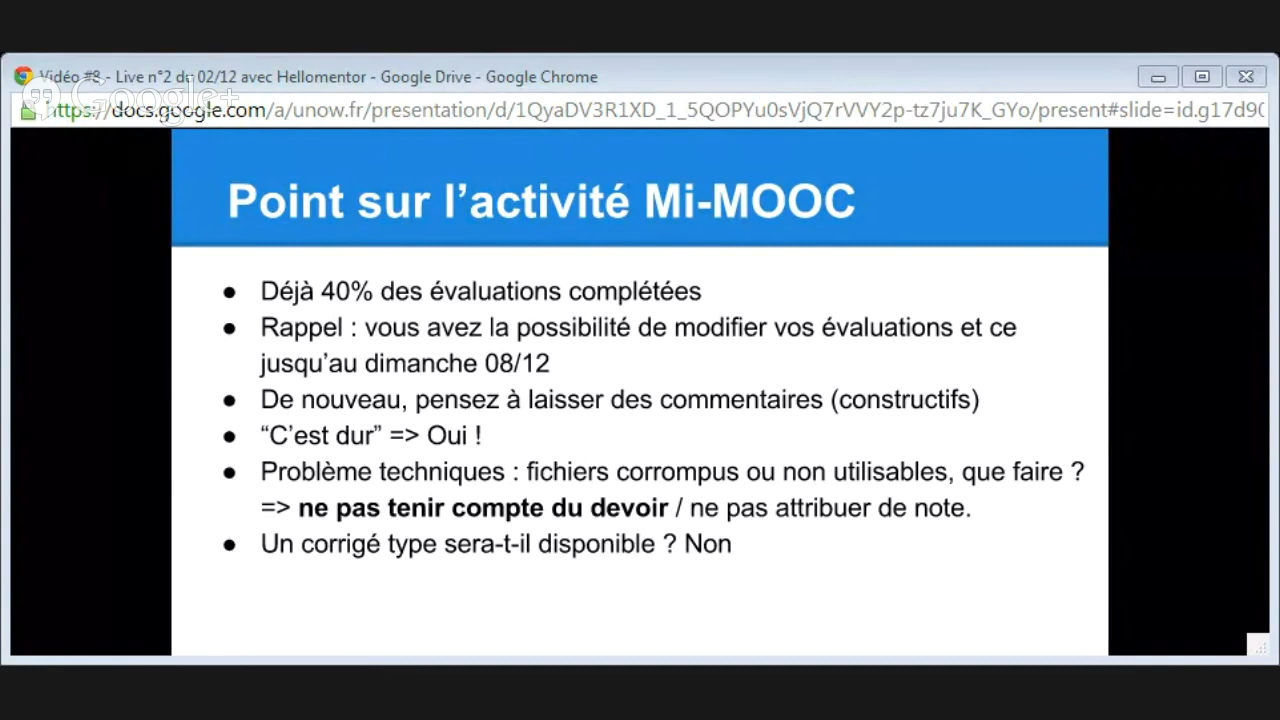 Vidéo #8 - Live n°2 du 02/12 avec Hellomentor - Google Drive - Google Chrome
Google+
https://docs.google.com/a/unow.fr/presentation/d/1QyaDV3R1XD_1_5QOPYu0sVjQ7rVVY2p-tz7ju7K_GYo/present#slide=id.g17d9
Point sur l’activité Mi-MOOC
● Déjà 40% des évaluations complétées
● Rappel : vous avez la possibilité de modifier vos évaluations et ce
jusqu’au dimanche 08/12
● De nouveau, pensez à laisser des commentaires (constructifs)
● “C’est dur” => Oui !
● Problème techniques : fichiers corrompus ou non utilisables, que faire ?
=> ne pas tenir compte du devoir / ne pas attribuer de note.
● Un corrigé type sera-t-il disponible ? Non